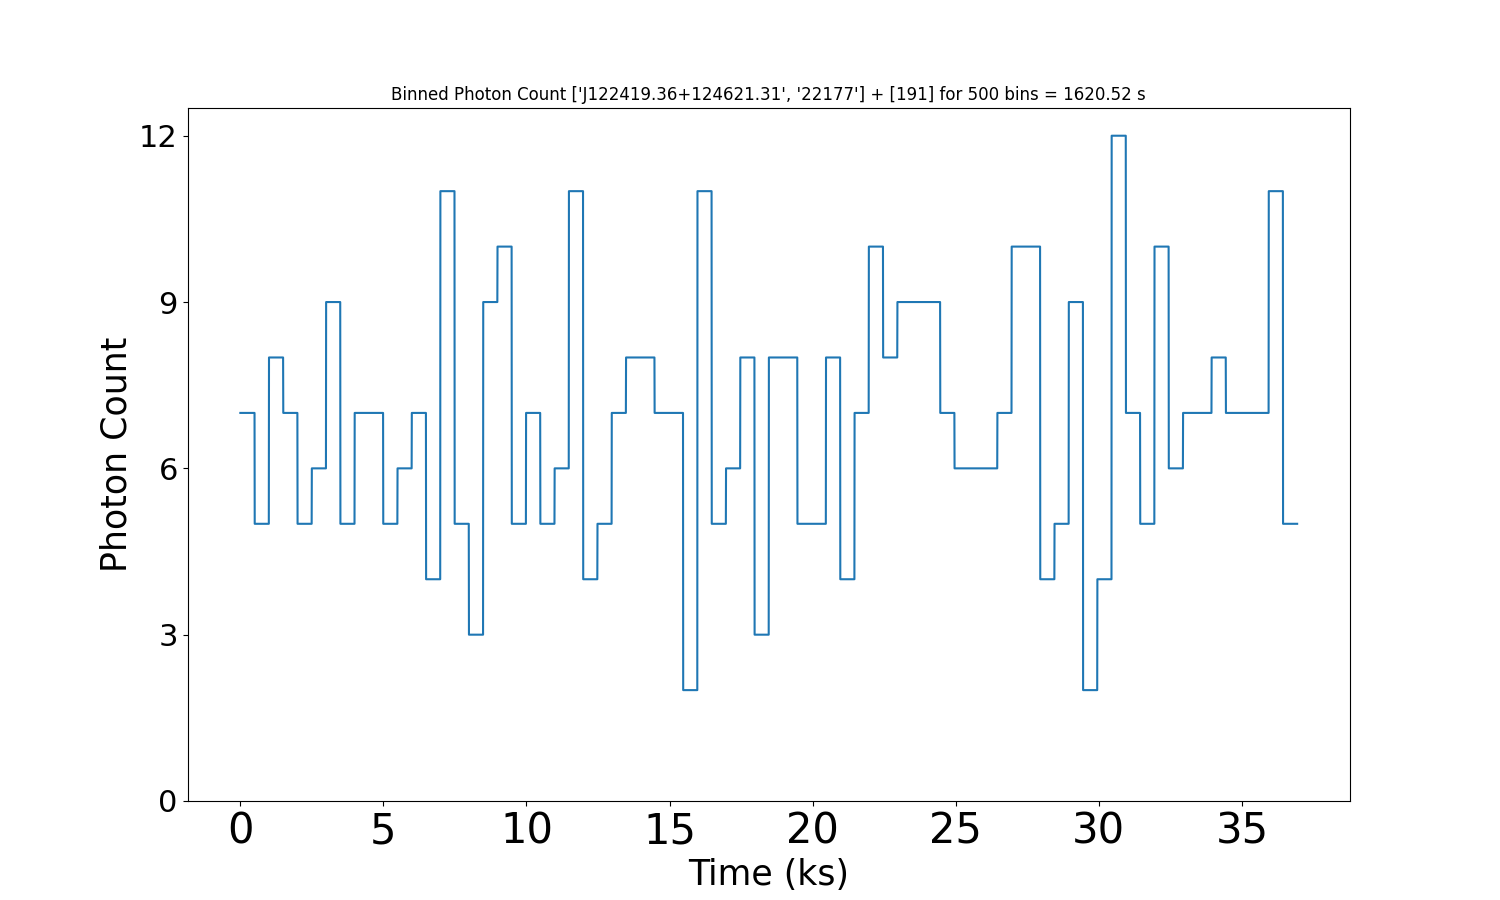 Binned Photon Count ['J122419.36+124621.31', '22177'] + [191] for 500 bins = 1620.52 s
12
9
6
3
0
Photon Count
0 5 10 15 20 25 30 35
Time (ks)